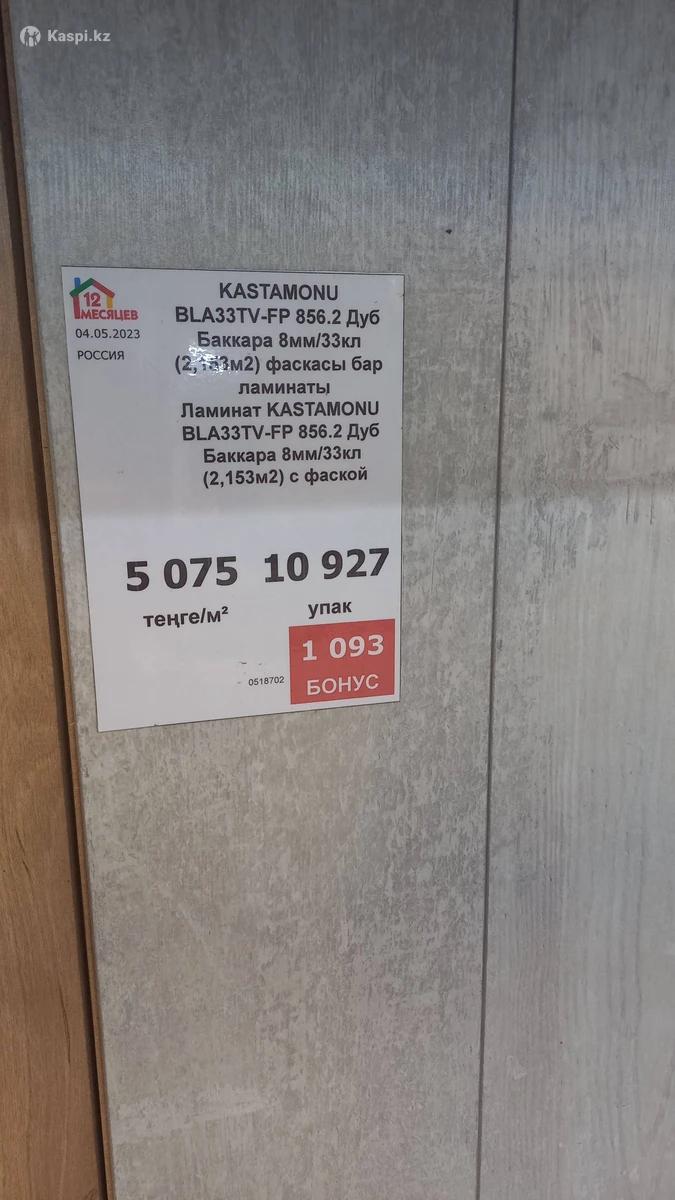 Kaspi.kz
12
МЕСЯЦЕВ
04.05.2023
РОССИЯ
KASTAMONU
BLA33TV-FP 856.2 Дуб
Баккара 8мм/33кл
(2,153м2) фаскасы бар
ламинаты
Ламинат KASTAMONU
BLA33TV-FP 856.2 Дуб
Баккара 8мм/33кл
(2,153м2) с фаской
5 075 10 927
теңге/м² упак
1 093
БОНУС
0518702